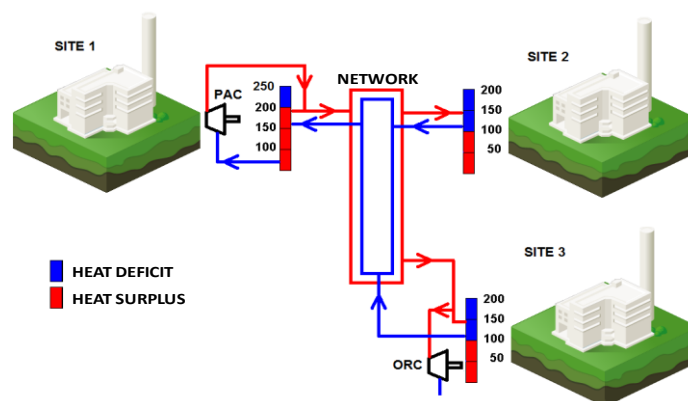 SITE 1
PAC
250
200
150
100
NETWORK
200
150
100
50
SITE 2
SITE 3
200
150
100
50
ORC
HEAT DEFICIT
HEAT SURPLUS